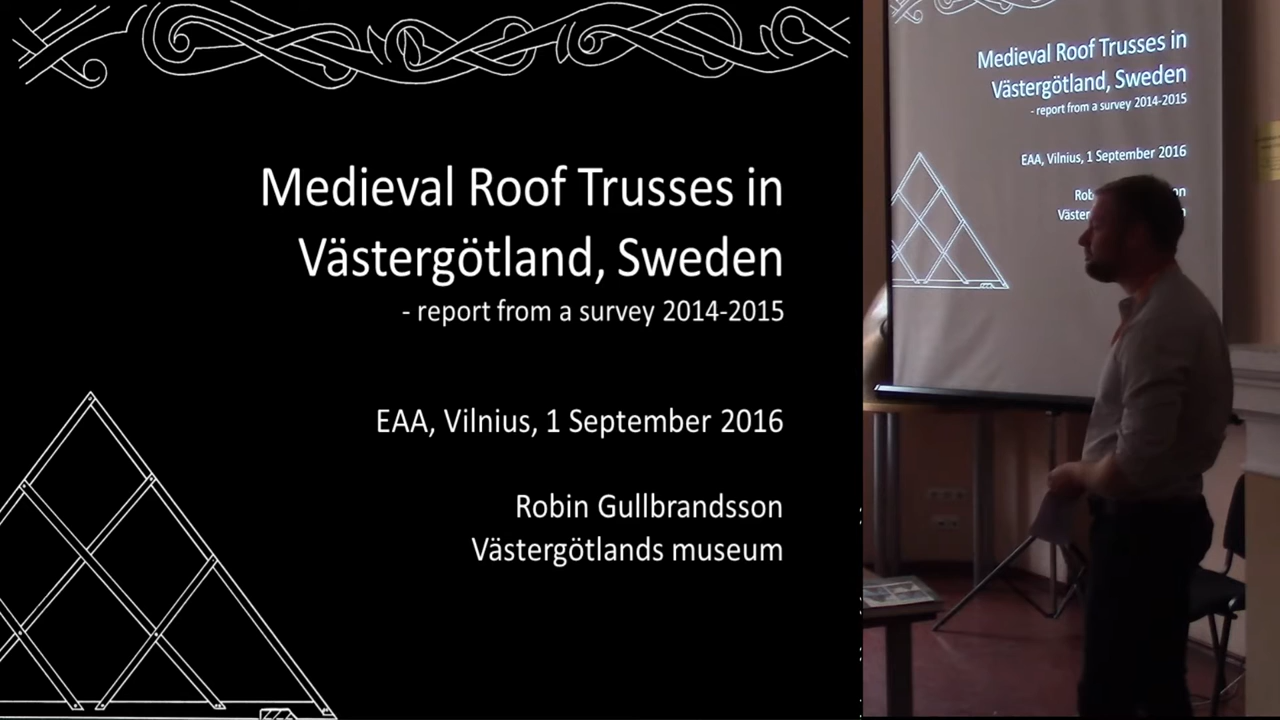 Medieval Roof Trusses in
Västergötland, Sweden
- report from a survey 2014-2015
EAA, Vilnius, 1 September 2016
Robin Gullbrandsson
Västergötlands museum
Medieval Roof Trusses in
Västergötland, Sweden
- report from a survey 2014-2015
EAA, Vilnius, 1 September 2016